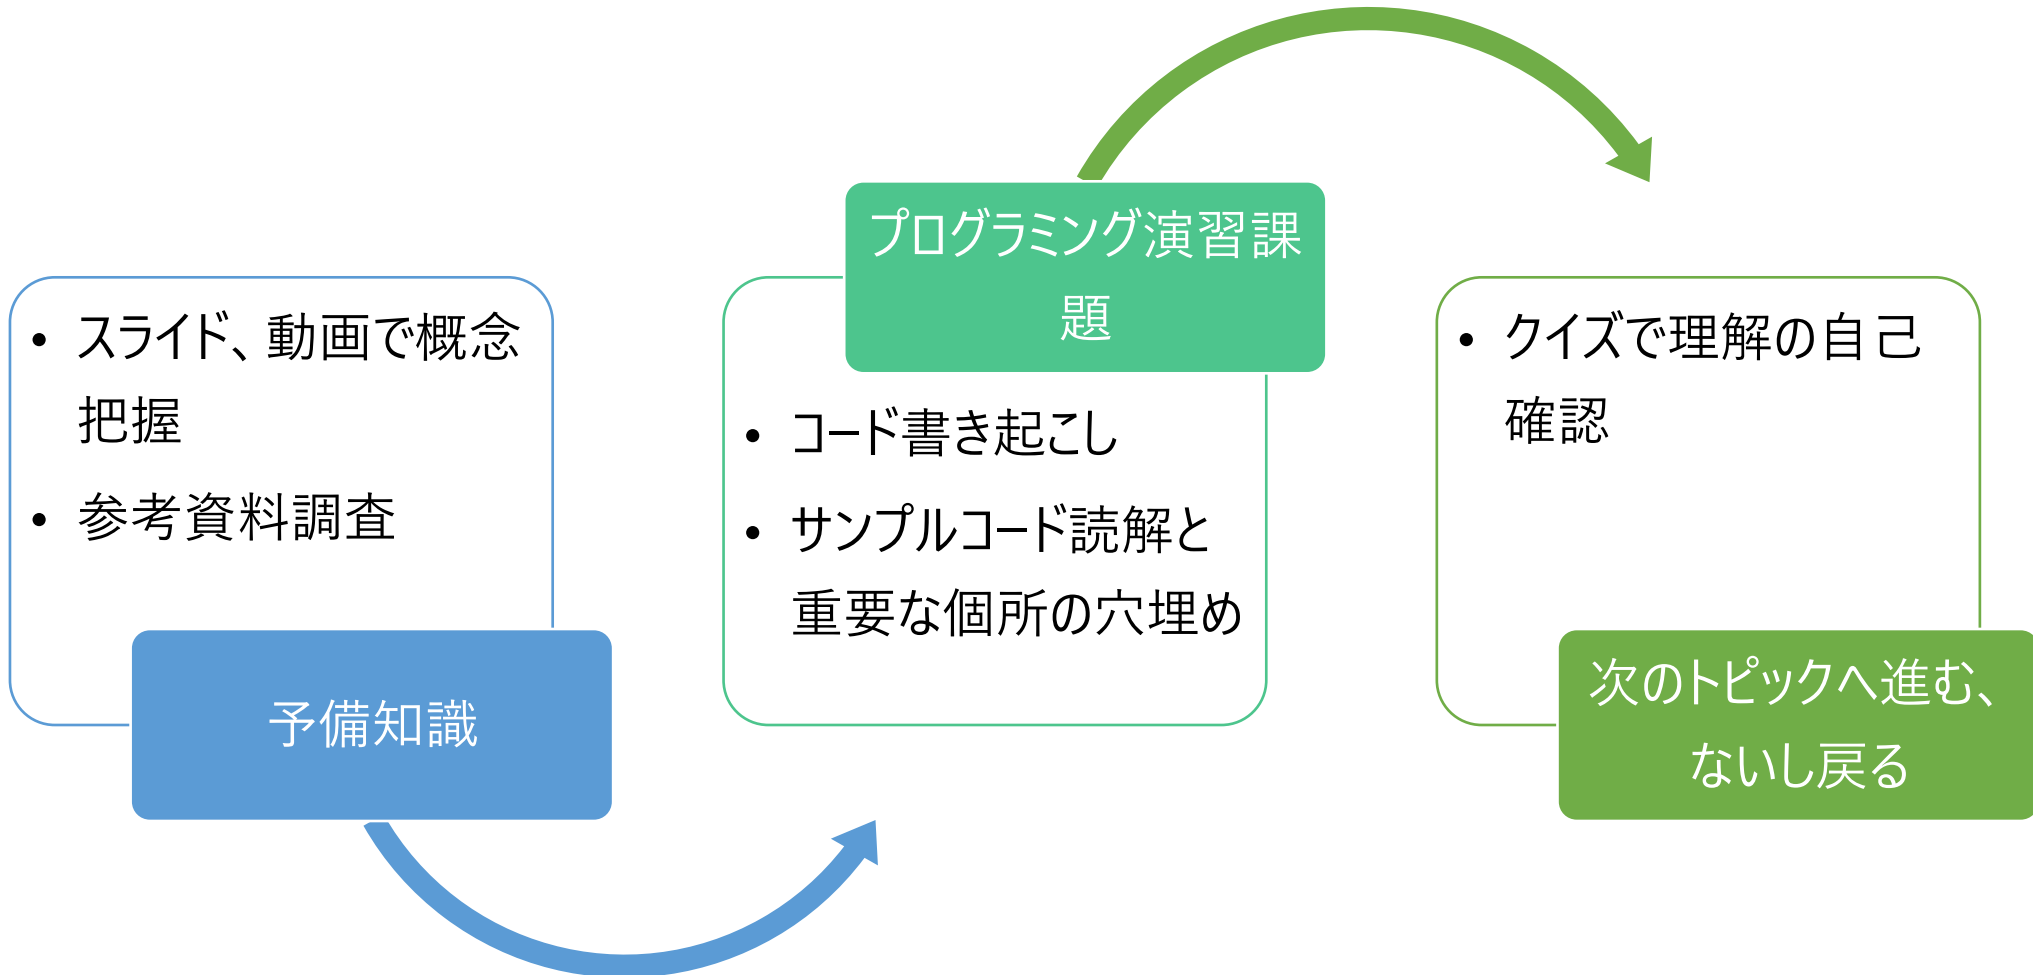 • スライド、動画で概念
把握
• 参考資料調査
予備知識
プログラミング演習課
題
• コード書き起こし
• サンプルコード読解と
重要な個所の穴埋め
• クイズで理解の自己
確認
次のトピックへ進む、
ないし戻る